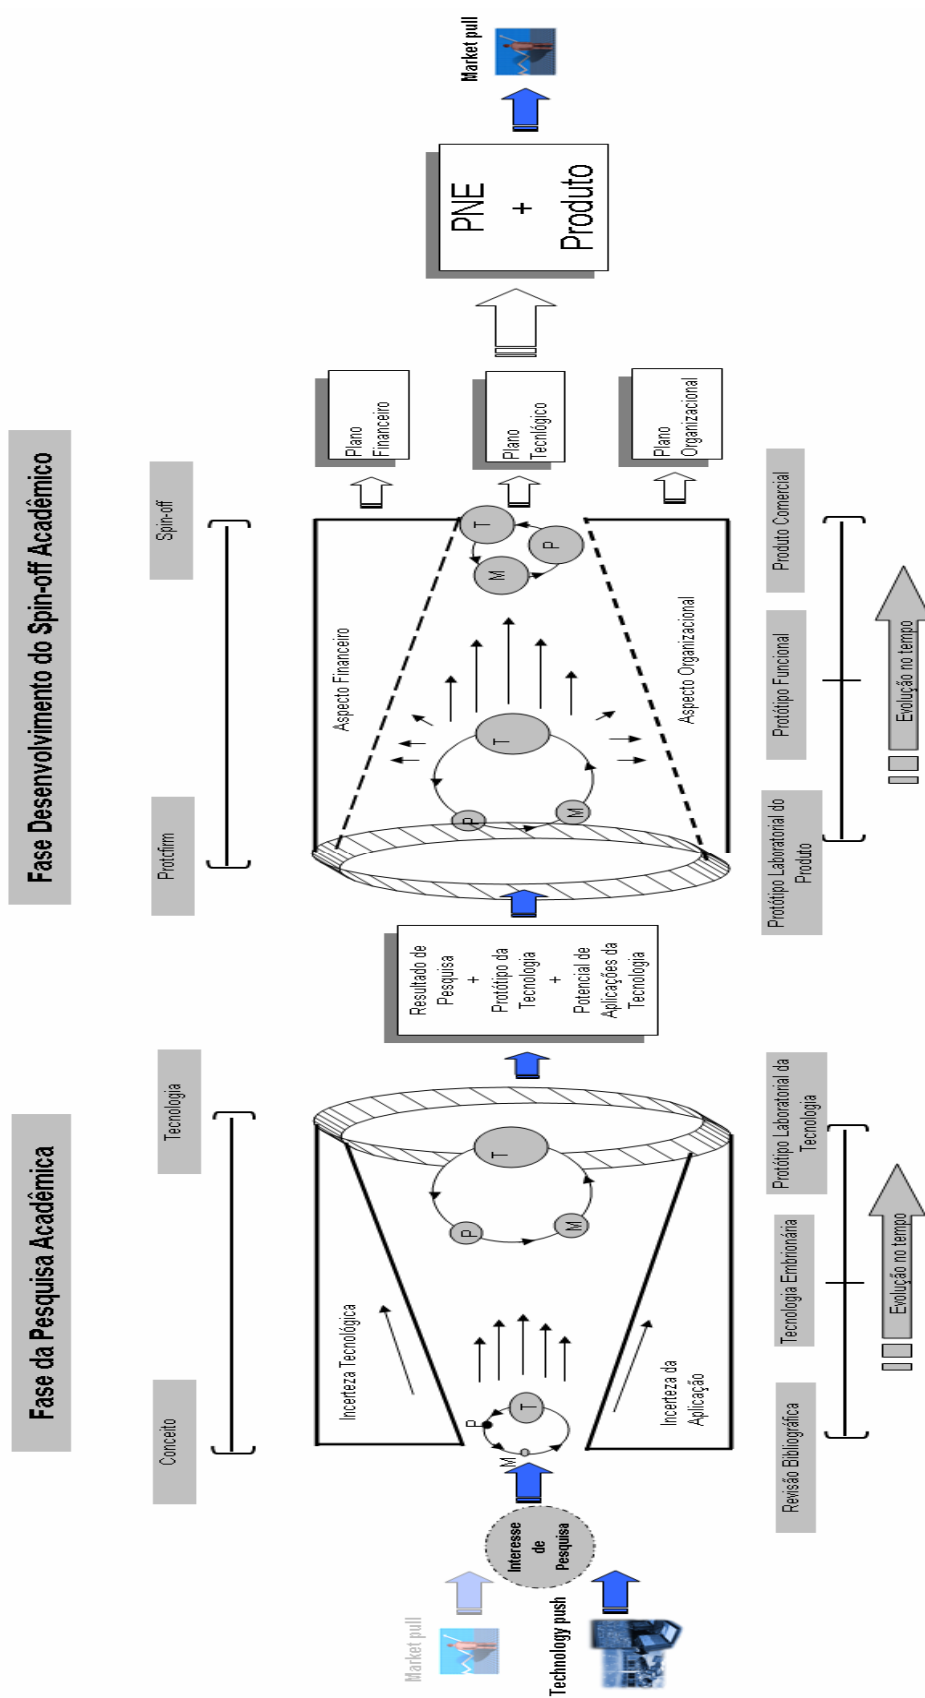 Fase da Pesquisa Acadêmica
Fase Desenvolvimento do Spin-off Acadêmico
Conceito
Tecnologia
Protcfirm
Spin-off
Market pull
Technology push
Interesse
de
Pesquisa
Incerteza Tecnológica
M
P
T
P
M
T
Incerteza da
Aplicação
Resultado de
Pesquisa
+
Protótipo da
Tecnologia
+
Potencial de
Aplicações da
Tecnologia
Aspecto Financeiro
P
M
T
M
T
P
Aspecto Organizacional
Plano
Financeiro
Plano
Tecnlógico
Plano
Organizacional
PNE
+
Produto
Market pull
Revisão Bibliográfica
Tecnologia Embrionária
Protótipo Laboratorial da
Tecnologia
Protótipo Laboratorial do
Produto
Protótipo Funcional
Produto Comercial
Evolução no tempo
Evolução no tempo